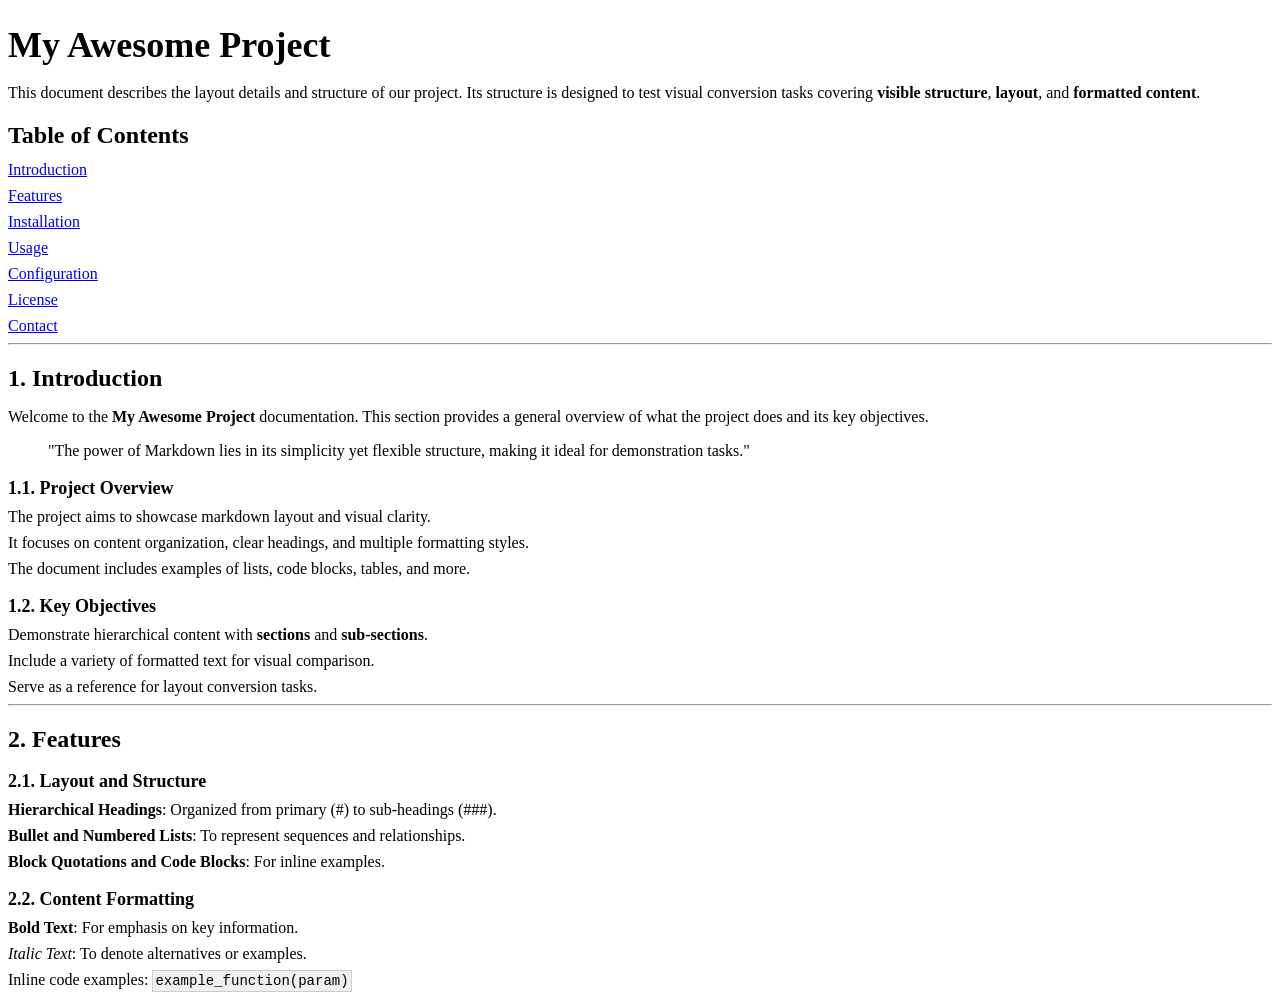 My Awesome Project
This document describes the layout details and structure of our project. Its structure is designed to test visual conversion tasks covering visible structure, layout, and formatted content.
Table of Contents
Introduction
Features
Installation
Usage
Configuration
License
Contact
1. Introduction
Welcome to the My Awesome Project documentation. This section provides a general overview of what the project does and its key objectives.
"The power of Markdown lies in its simplicity yet flexible structure, making it ideal for demonstration tasks."
1.1. Project Overview
The project aims to showcase markdown layout and visual clarity.
It focuses on content organization, clear headings, and multiple formatting styles.
The document includes examples of lists, code blocks, tables, and more.
1.2. Key Objectives
Demonstrate hierarchical content with sections and sub-sections.
Include a variety of formatted text for visual comparison.
Serve as a reference for layout conversion tasks.
2. Features
2.1. Layout and Structure
Hierarchical Headings: Organized from primary (#) to sub-headings (###).
Bullet and Numbered Lists: To represent sequences and relationships.
Block Quotations and Code Blocks: For inline examples.
2.2. Content Formatting
Bold Text: For emphasis on key information.
Italic Text: To denote alternatives or examples.
Inline code examples: example_function(param)